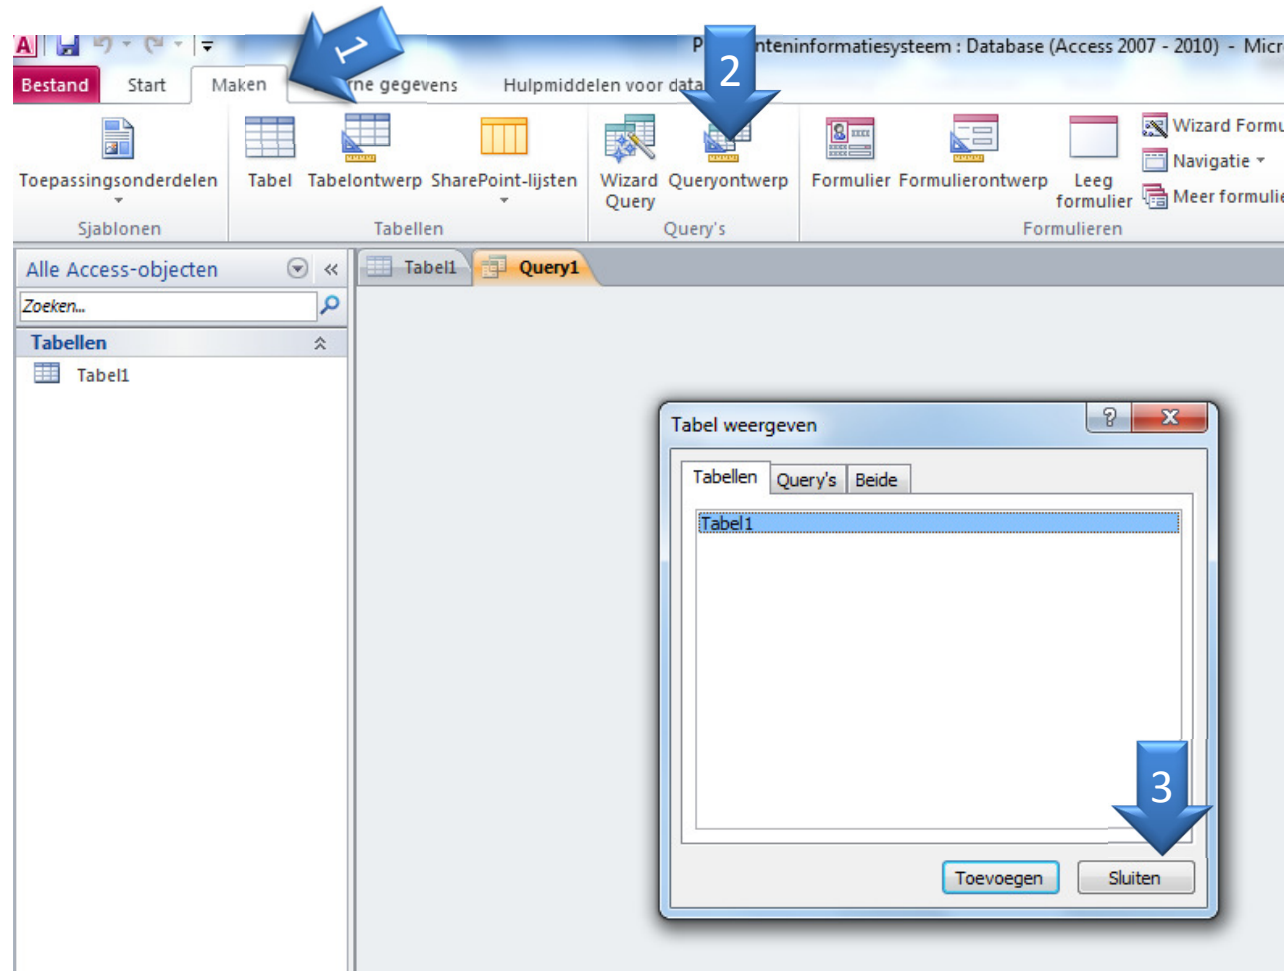 A
1
2
P nteninformatiesysteem : Database (Access 2007 - 2010) - Micr
Bestand Start Maken rne gegevens Hulpmiddelen voor data
Toepassingsonderdelen Tabel Tabelontwerp SharePoint-lijsten Wizard Query Queryontwerp Formulier Formulierontwerp Leeg formulier Wizard Formu
Navigatie
Meer formulie
Sjablonen Tabellen Query's Formulieren
Alle Access-objecten «
Tabel1 Query1
Zoeken...
Tabellen
Tabel1
Tabel weergeven ? X
Tabellen Query's Beide
Tabel1
3
Toevoegen Sluiten